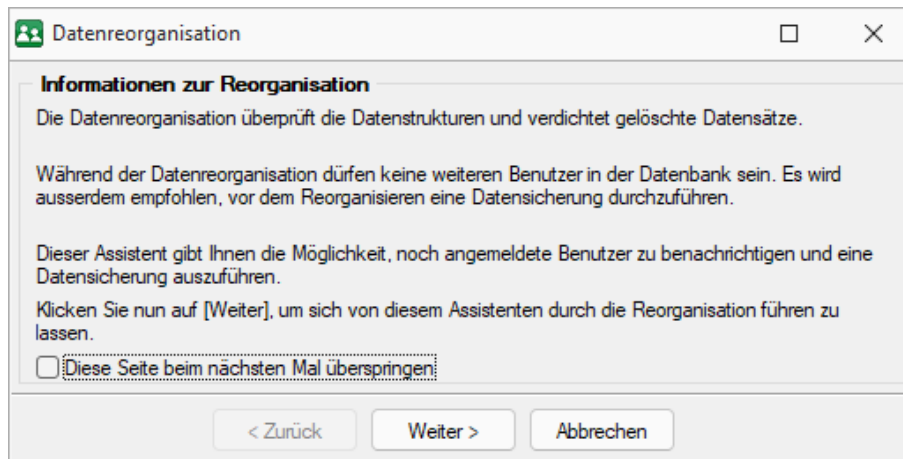 Datenreorganisation
Informationen zur Reorganisation
Die Datenreorganisation überprüft die Datenstrukturen und verdichtet gelöschte Datensätze.
Während der Datenreorganisation dürfen keine weiteren Benutzer in der Datenbank sein. Es wird
ausserdem empfohlen, vor dem Reorganisieren eine Datensicherung durchzuführen.
Dieser Assistent gibt Ihnen die Möglichkeit, noch angemeldete Benutzer zu benachrichtigen und eine
Datensicherung auszuführen.
Klicken Sie nun auf [Weiter], um sich von diesem Assistenten durch die Reorganisation führen zu
lassen.
Diese Seite beim nächsten Mal überspringen
< Zurück Weiter > Abbrechen